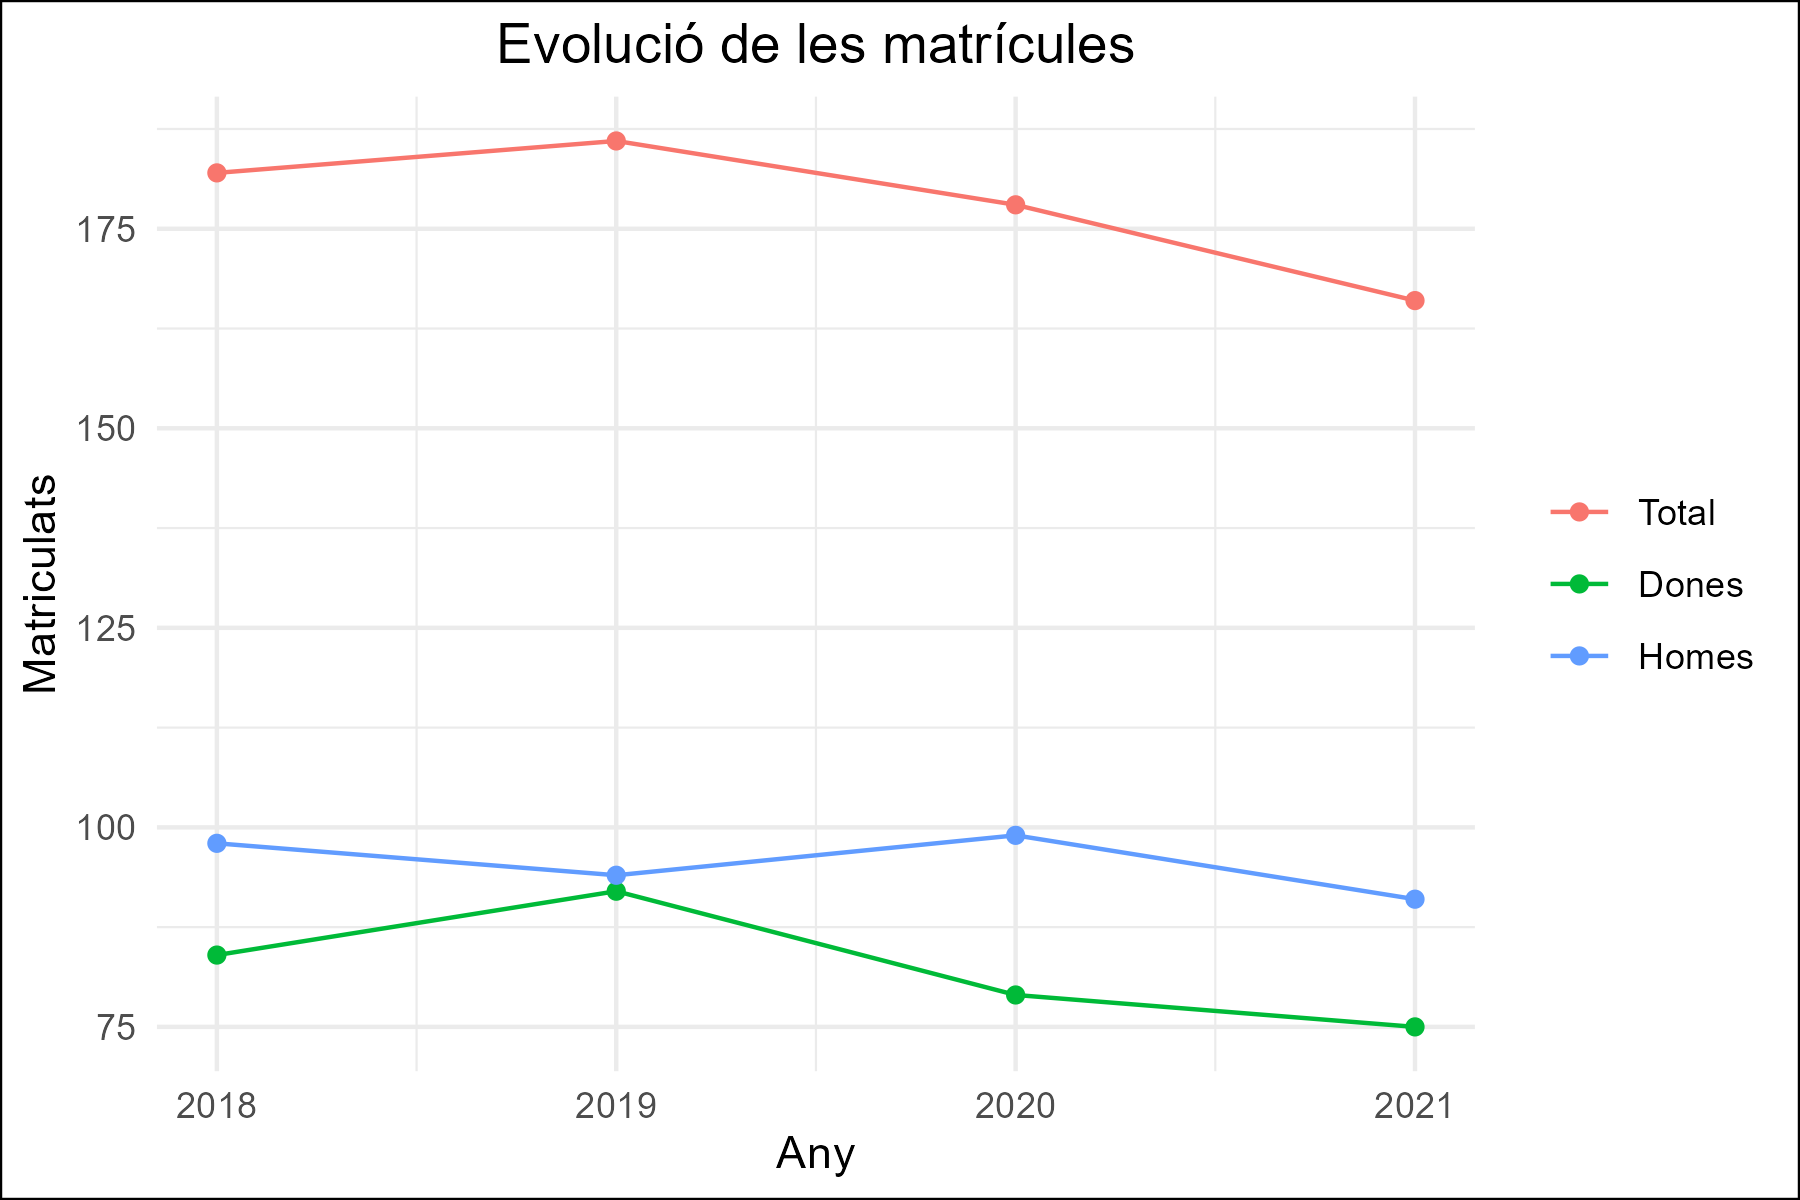 Evolució de les matrícules
Matriculats
175
150
125
100
75
2018
2019
2020
2021
Any
Total
Dones
Homes